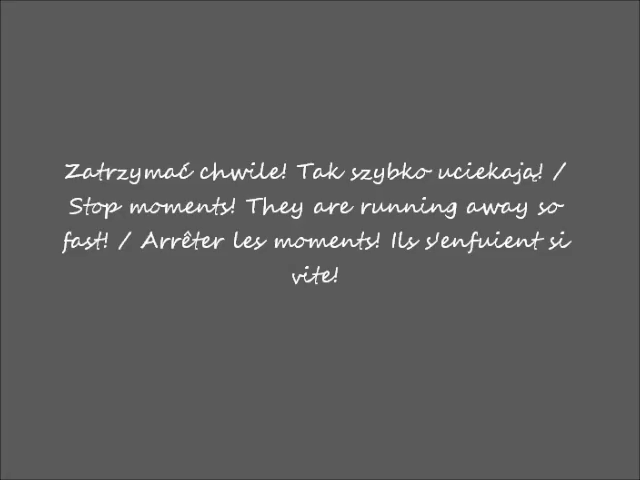 Zatrzymać chwile! Tak szybko uciekają! /
Stop moments! They are running away so
fast! / Arrêter les moments! Ils s'enfuient si
vite!